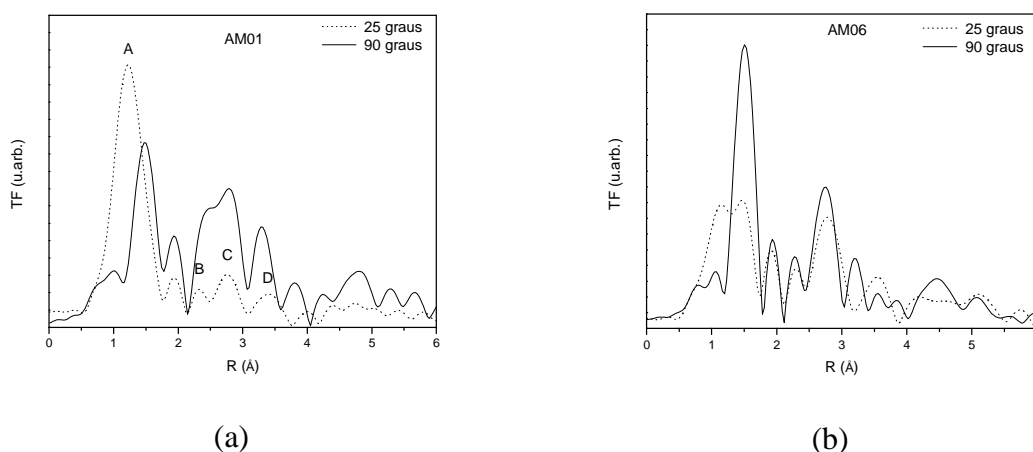 AM01
25 graus
90 graus
A
B
C
D
TF (u.arb.)
0 1 2 3 4 5 6
R (Å)
(a)
AM06
25 graus
90 graus
TF (u.arb.)
0 1 2 3 4 5
R (Å)
(b)